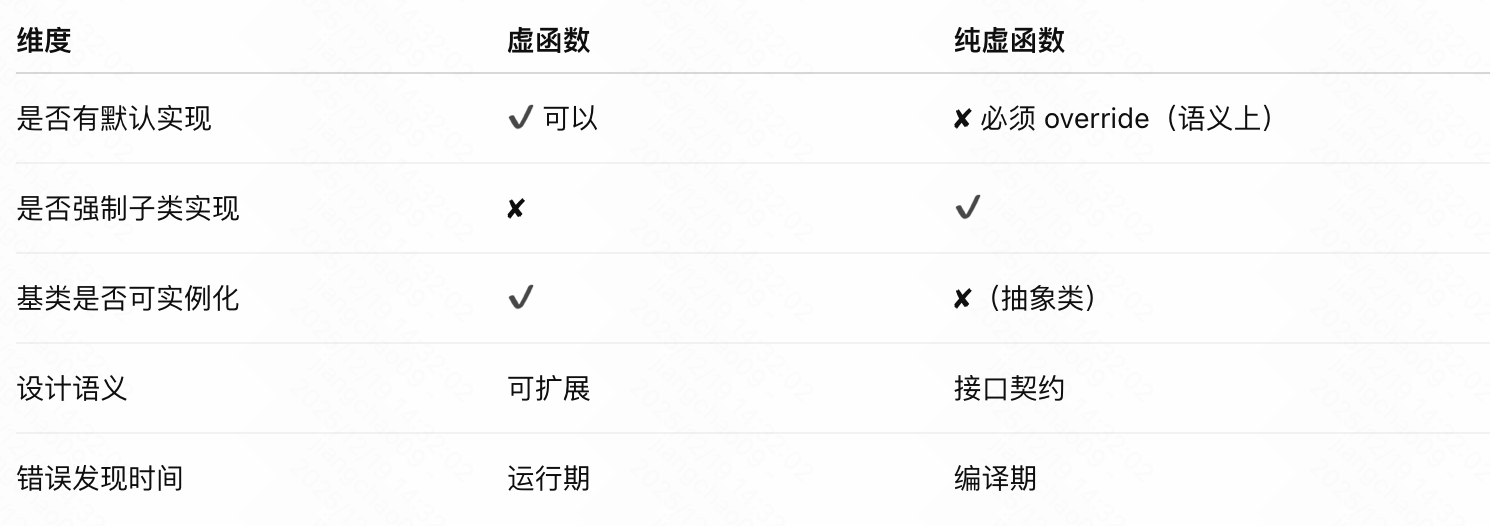 维度 虚函数 纯虚函数
是否有默认实现 ✔ 可以 ✘ 必须 override（语义上）
是否强制子类实现 ✘ ✔
基类是否可实例化 ✔ ✘（抽象类）
设计语义 可扩展 接口契约
错误发现时间 运行期 编译期